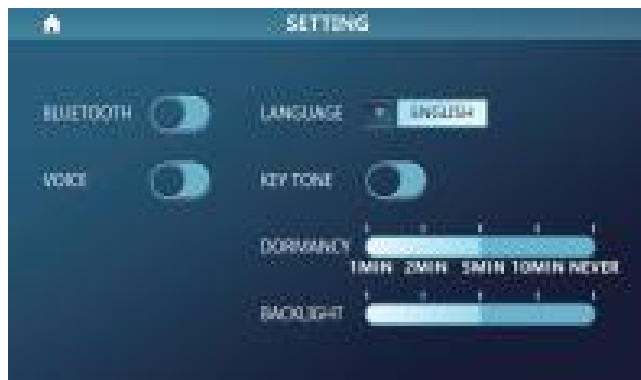 SETTING
BLUETOOTH LANGUAGE ENGLISH
VOICE KEY TONE
DORMANCY
1MIN 2MIN 5MIN 10MIN NEVER
BACKLIGHT